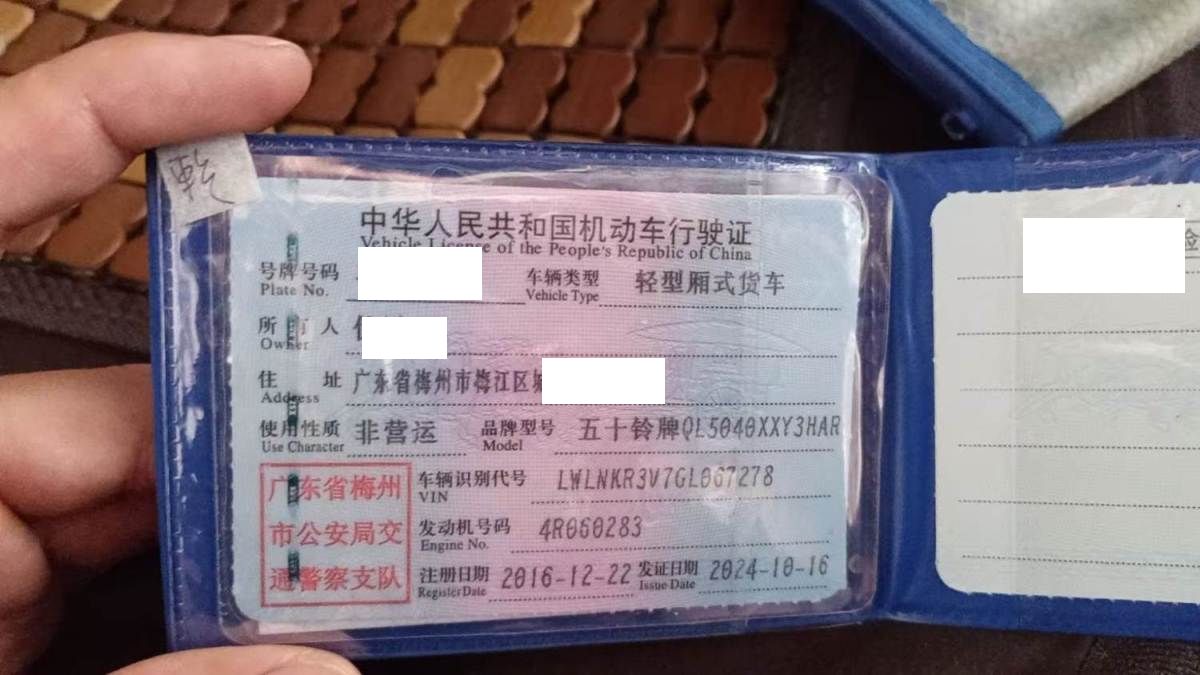 乾
中华人民共和国机动车行驶证
Vehicle License of the People's Republic of China
号牌号码
Plate No.
车辆类型 轻型厢式货车
Vehicle Type
所有人
Owner
住 址 广东省梅州市梅江区
Address
使用性质 非营运
Use Character
品牌型号 五十铃牌QL5040XXY3HAR
Model
广东省梅州
市公安局交
通警察支队
车辆识别代号 LWLNKR3V7GL067278
VIN
发动机号码 4R060283
Engine No.
注册日期 2016-12-22
Register Date
发证日期 2024-10-16
Issue Date